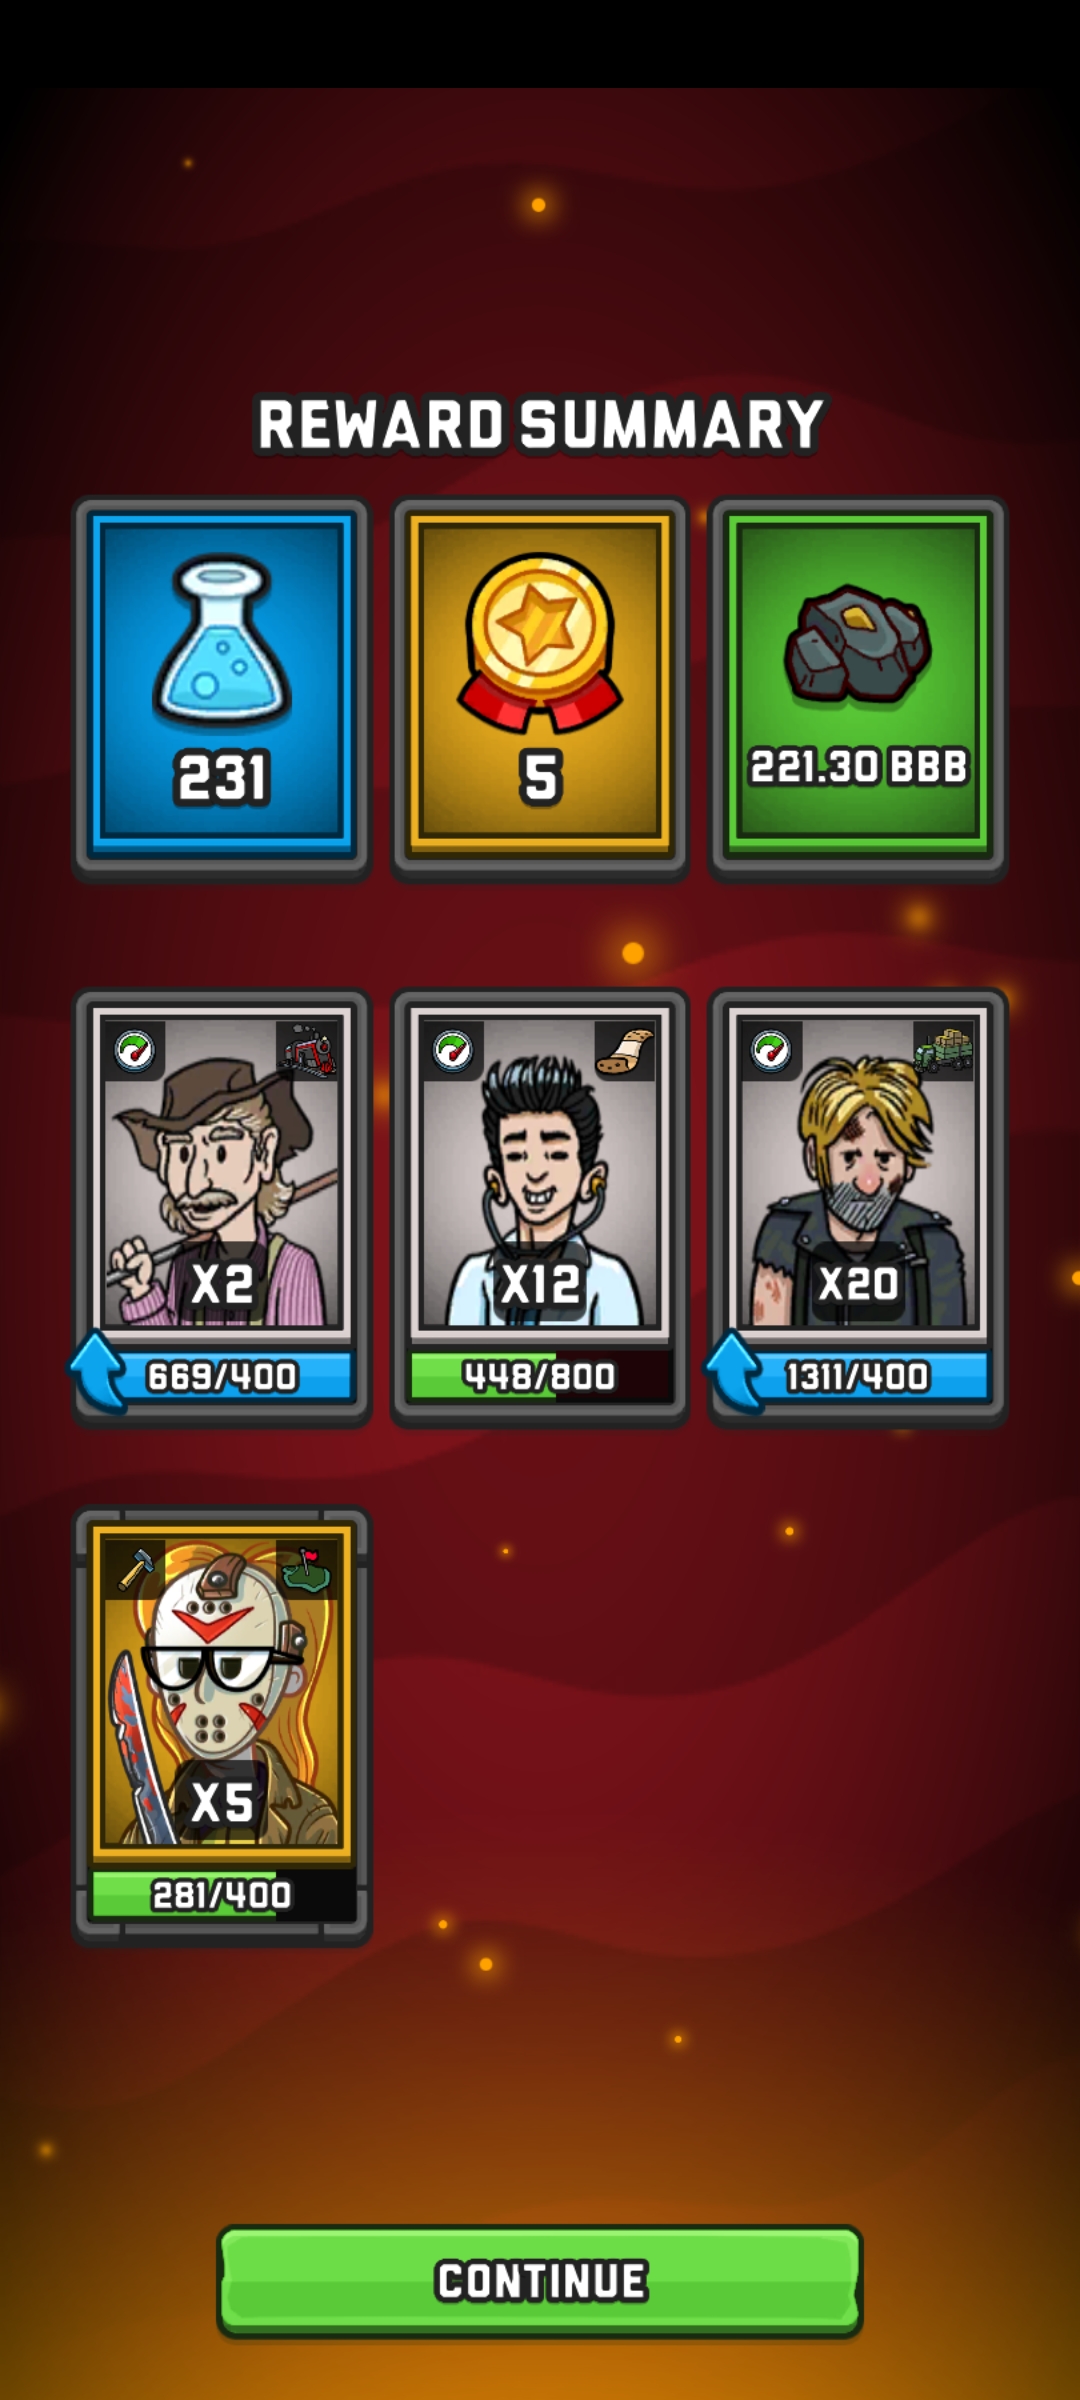 REWARD SUMMARY
231
5
221.30 BBB
X2
X12
X20
669/400
448/800
1311/400
X5
281/400
CONTINUE